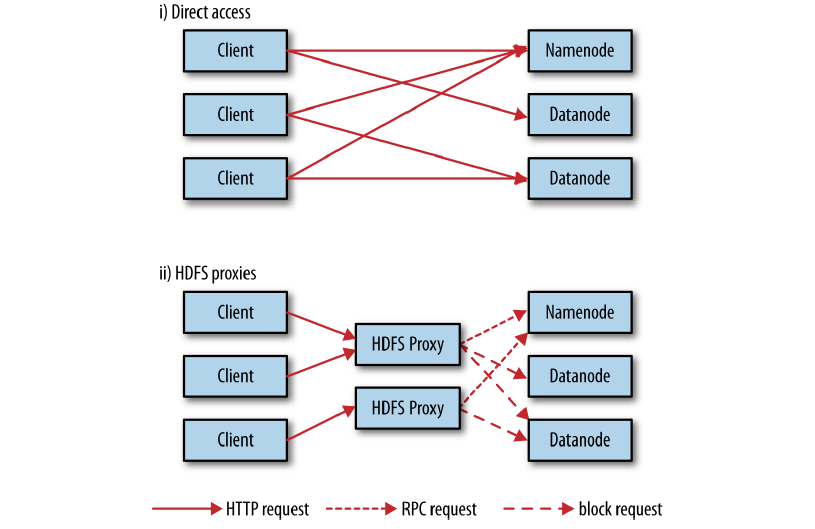 i) Direct access
Client
Namenode
Client
Datanode
Client
Datanode
ii) HDFS proxies
Client
Namenode
HDFS Proxy
Client
Datanode
HDFS Proxy
Client
Datanode
HTTP request
RPC request
block request